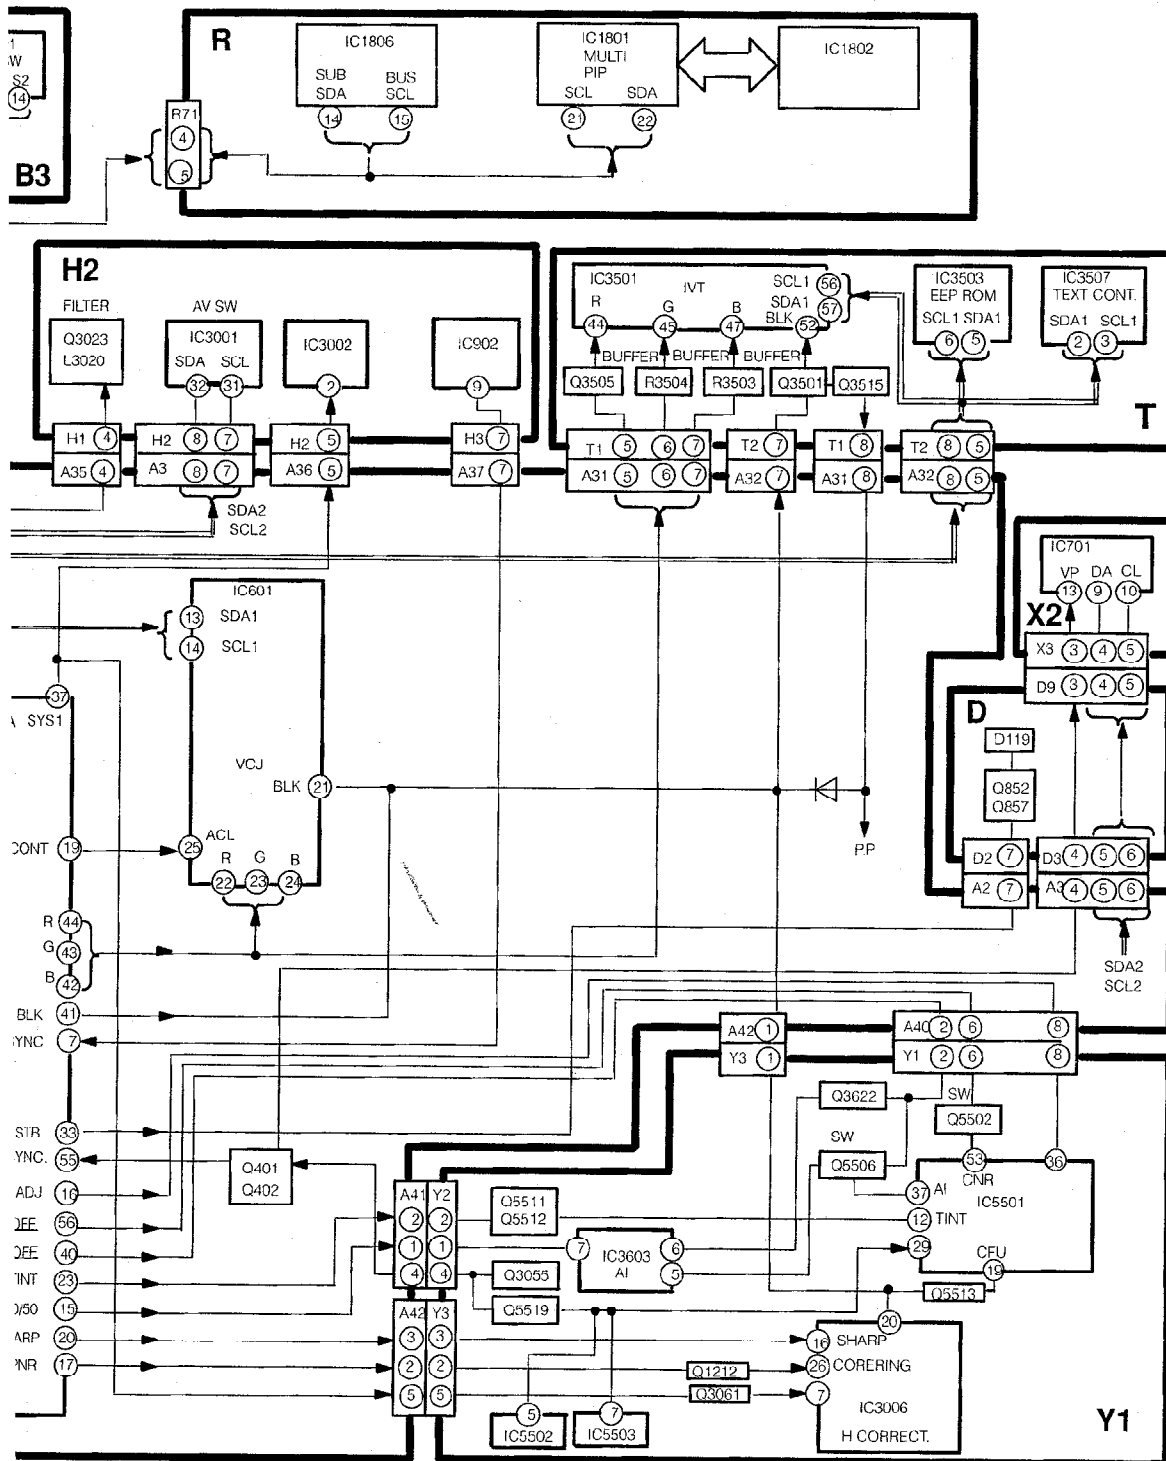 R
IC1806
SUB BUS
SDA SCL
14 15
IC1801
MULTI
PIP
SCL SDA
21 22
IC1802
S2
14
B3
R71
4
5
H2
FILTER
Q3023
L3020
AV SW
IC3001
SDA SCL
32 31
IC3002
2
IC902
9
H1 4
A35 4
H2 8 7
A3 8 7
H2 5
A36 5
H3 7
A37 7
SDA2
SCL2
T
IC3501
IVT
R G B
SCL1 56
SDA1 57
BLK 52
44 45 47
BUFFER BUFFER BUFFER
Q3505 R3504 R3503 Q3501 Q3515
IC3503
EEP ROM
SCL1 SDA1
6 5
IC3507
TEXT CONT.
SDA1 SCL1
2 3
T1 5 6 7
A31 5 6 7
T2 7
A32 7
T1 8
A31 8
T2 8 5
A32 8 5
IC601
13 SDA1
14 SCL1
VCJ
BLK 21
25 ACL
R G B
22 23 24
37
SYS1
P.P
IC701
VP DA CL
13 9 10
X2
X3 3 4 5
D9 3 4 5
D
D119
Q852
Q857
D2 7
A2 7
D3 4 5 6
A3 4 5 6
SDA2
SCL2
CONT 19
R 44
G 43
B 42
BLK 41
YNC 7
STR 33
YNC. 55
ADJ 16
56
40
INT 23
/50 15
ARP 20
NR 17
A42 1
Y3 1
A40 2 6 8
Y1 2 6 8
Q401
Q402
Q3622
SW
Q5502
SW
Q5506
53 36
CNR
IC5501
37 AI
12 TINT
29
CFU
19
A41 Y2
2 2
1 1
4 4
Q5511
Q5512
7 IC3603 6
AI 5
Q3055
Q5519
Q5513
A42 Y3
3 3
2 2
5 5
20
16 SHARP
26 CORERING
7
IC3006
H CORRECT.
Q1212
Q3061
5
IC5502
7
IC5503
Y1